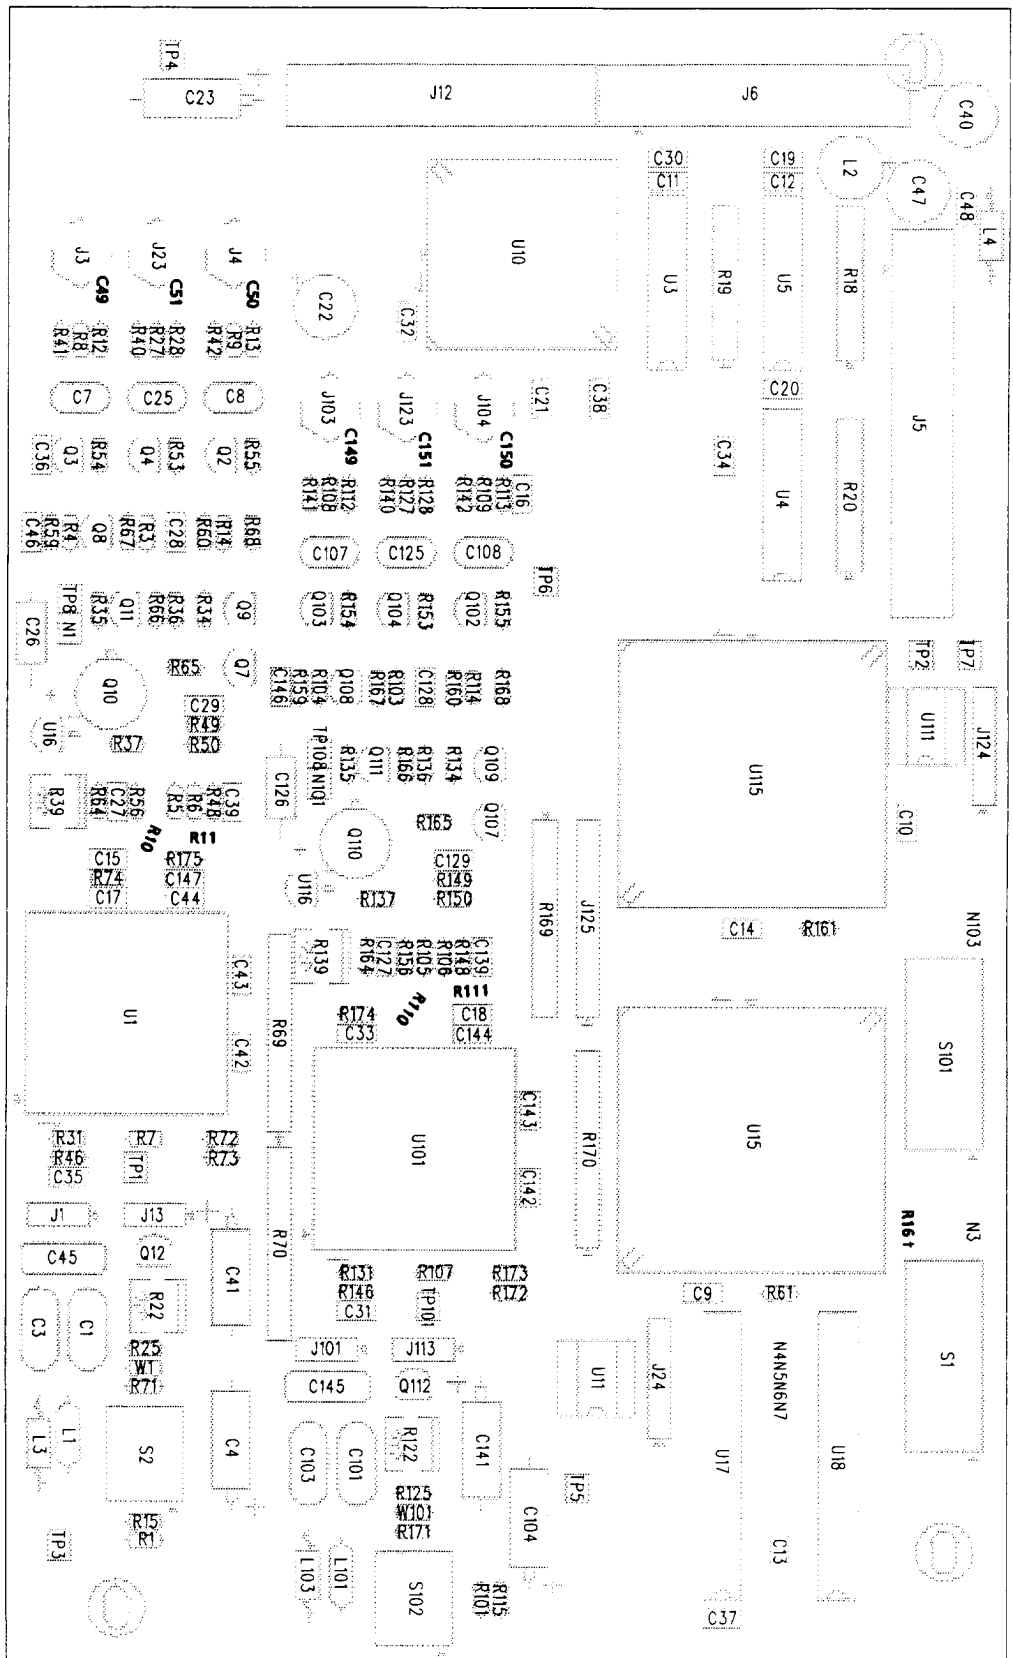 TP4
C23
J12
J6
C40
C30
C11
C19
C12
L2
C47
C48
L4
U10
U3
R19
U5
R18
J5
J3
J23
J4
C49
C51
C50
C22
C32
R41
R8
R12
R40
R27
R28
R42
R9
R13
C7
C25
C8
J103
J123
J104
C21
C38
C20
C36
Q3
R54
Q4
R53
Q2
R55
C149
C151
C150
C34
R141
R108
R112
R140
R127
R128
R142
R109
R113
C16
U4
R20
C46
R59
R4
Q8
R67
R3
C28
R60
R14
R68
C107
C125
C108
TP6
C26
TP8
N1
R35
Q11
R66
R36
R34
Q9
Q103
R154
Q104
R153
Q102
R155
TP2
TP7
R65
Q7
Q10
C146
R159
R104
Q108
R167
R103
C128
R160
R114
R168
C29
R49
R50
U16
R37
U111
J124
TP108
N101
R135
Q111
R166
R136
R134
Q109
U115
R39
R64
C27
R56
R5
R6
R48
C39
C126
R165
Q107
C10
R10
R11
Q110
C15
R74
C17
R175
C147
C44
C129
R149
R150
U116
R137
R169
J125
C14
R161
N103
U1
C43
C42
R69
R139
R164
C127
R156
R105
R106
R148
C139
R110
R111
R174
C33
C18
C144
S101
R31
R46
C35
R7
TP1
R72
R73
U101
C143
C142
R170
U15
J1
J13
C45
Q12
C41
R70
R161
N3
C3
C1
R22
R131
R146
C31
R107
TP101
R173
R172
C9
R61
R25
W1
R71
J101
J113
C145
Q112
U11
J24
N4N5N6N7
S1
L3
L1
S2
C4
C103
C101
R122
C141
U17
U18
R125
W101
R171
C104
TP5
TP3
R15
R1
L103
L101
S102
R101
R115
C13
C37